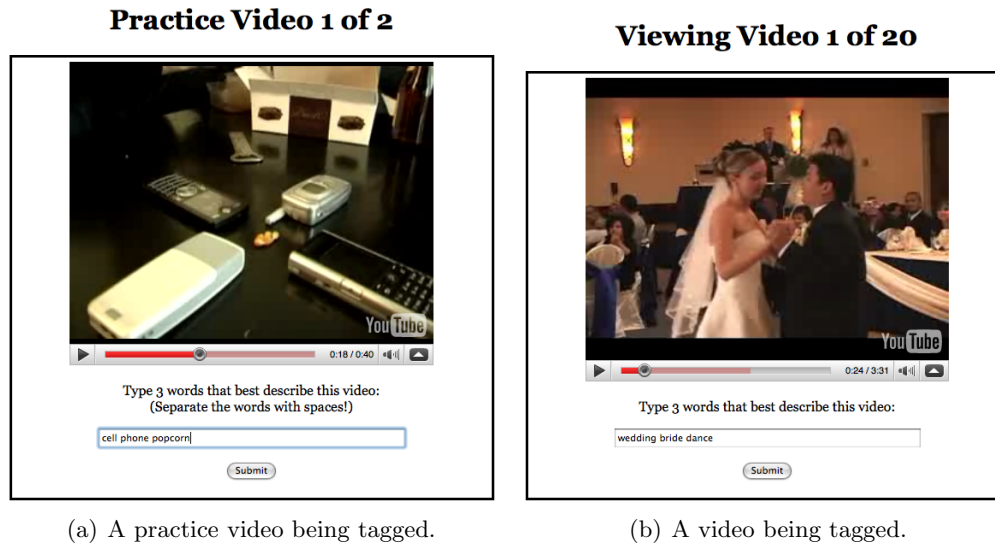 Practice Video 1 of 2
YouTube
0:18 / 0:40
Type 3 words that best describe this video:
(Separate the words with spaces!)
cell phone popcorn
Submit
(a) A practice video being tagged.
Viewing Video 1 of 20
YouTube
0:24 / 3:31
Type 3 words that best describe this video:
wedding bride dance
Submit
(b) A video being tagged.